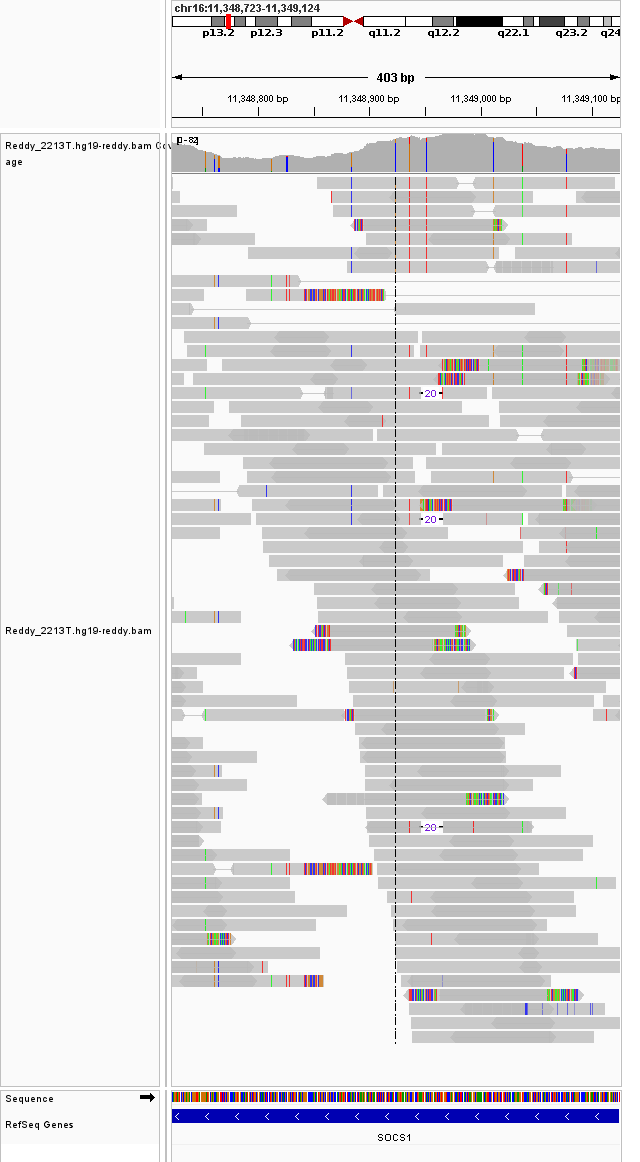 chr16:11,348,723-11,349,124
p13.2 p12.3 p11.2 q11.2 q12.2 q22.1 q23.2 q24
403 bp
11,348,800 bp 11,348,900 bp 11,349,000 bp 11,349,100 bp
[0-82]
Reddy_2213T.hg19-reddy.bam Cov
age
20
20
Reddy_2213T.hg19-reddy.bam
20
Sequence
RefSeq Genes
SOCS1